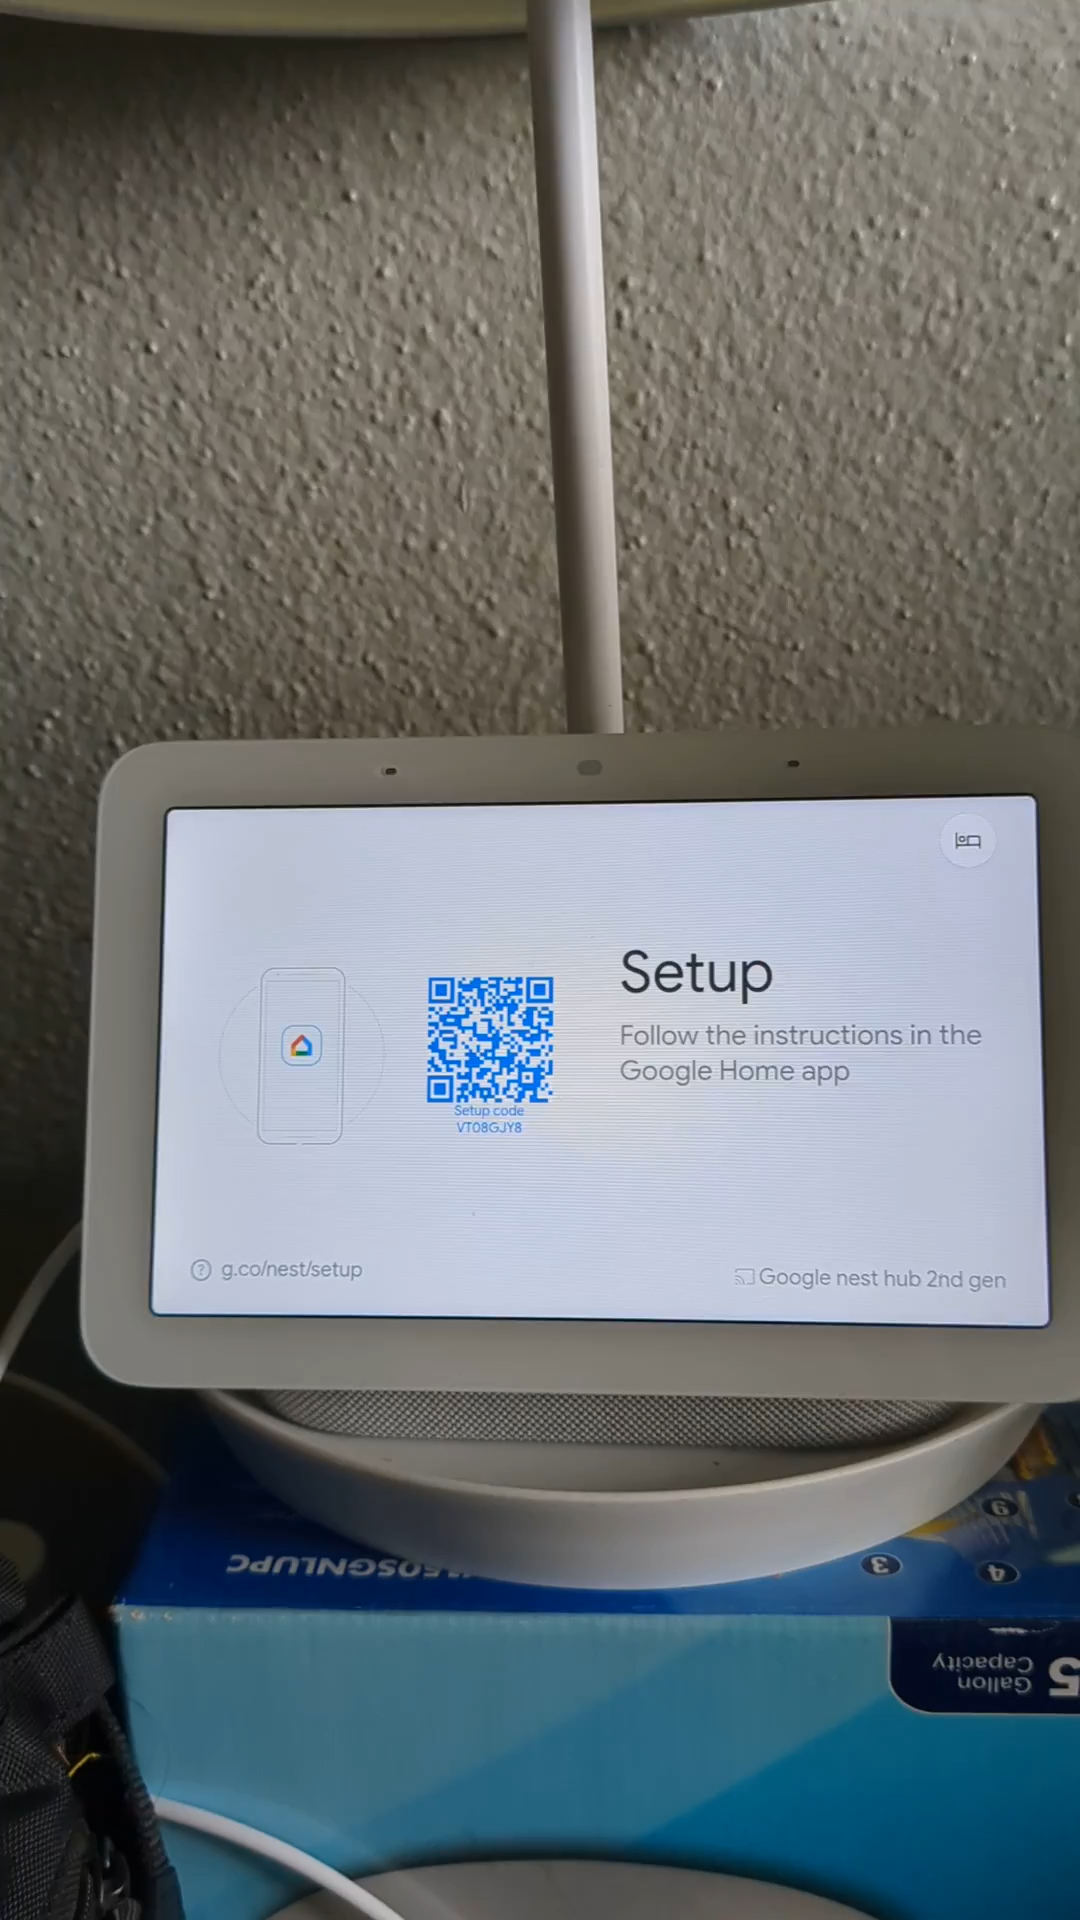 Setup
Follow the instructions in the
Google Home app
Setup code
VT08GJY8
g.co/nest/setup
Google nest hub 2nd gen
3
4
9
5
Gallon
Capacity